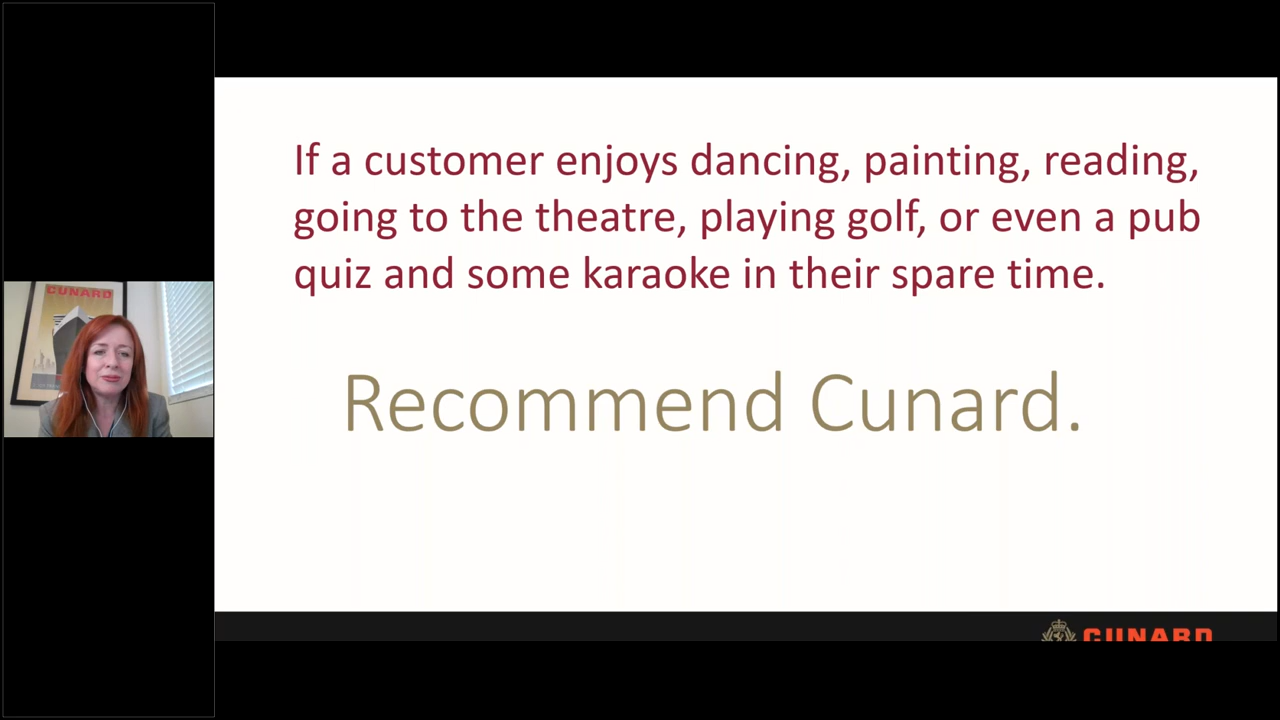 If a customer enjoys dancing, painting, reading,
going to the theatre, playing golf, or even a pub
quiz and some karaoke in their spare time.
Recommend Cunard.
CUNARD
CUNARD